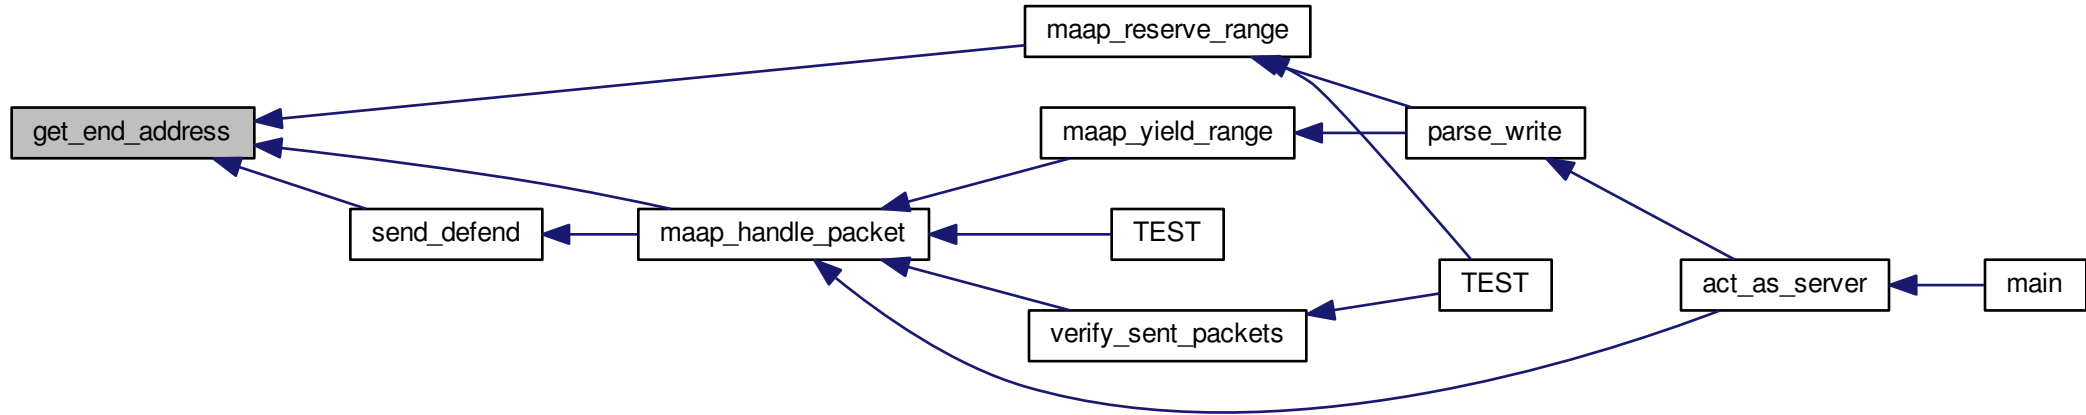 maap_reserve_range
get_end_address
maap_yield_range
parse_write
send_defend
maap_handle_packet
TEST
TEST
act_as_server
main
verify_sent_packets